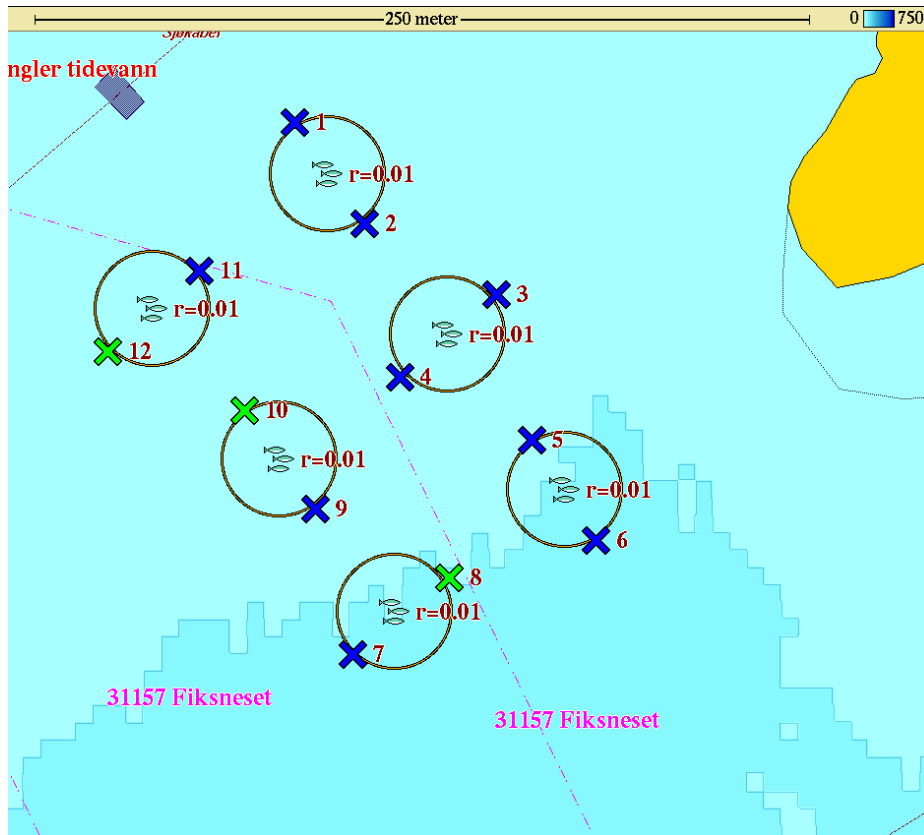 250 meter
0 750
Sjøkabel
ngler tidevann
1
r=0.01
2
11
3
r=0.01
r=0.01
12
4
10
5
r=0.01
r=0.01
9
6
8
r=0.01
7
31157 Fiksneset
31157 Fiksneset